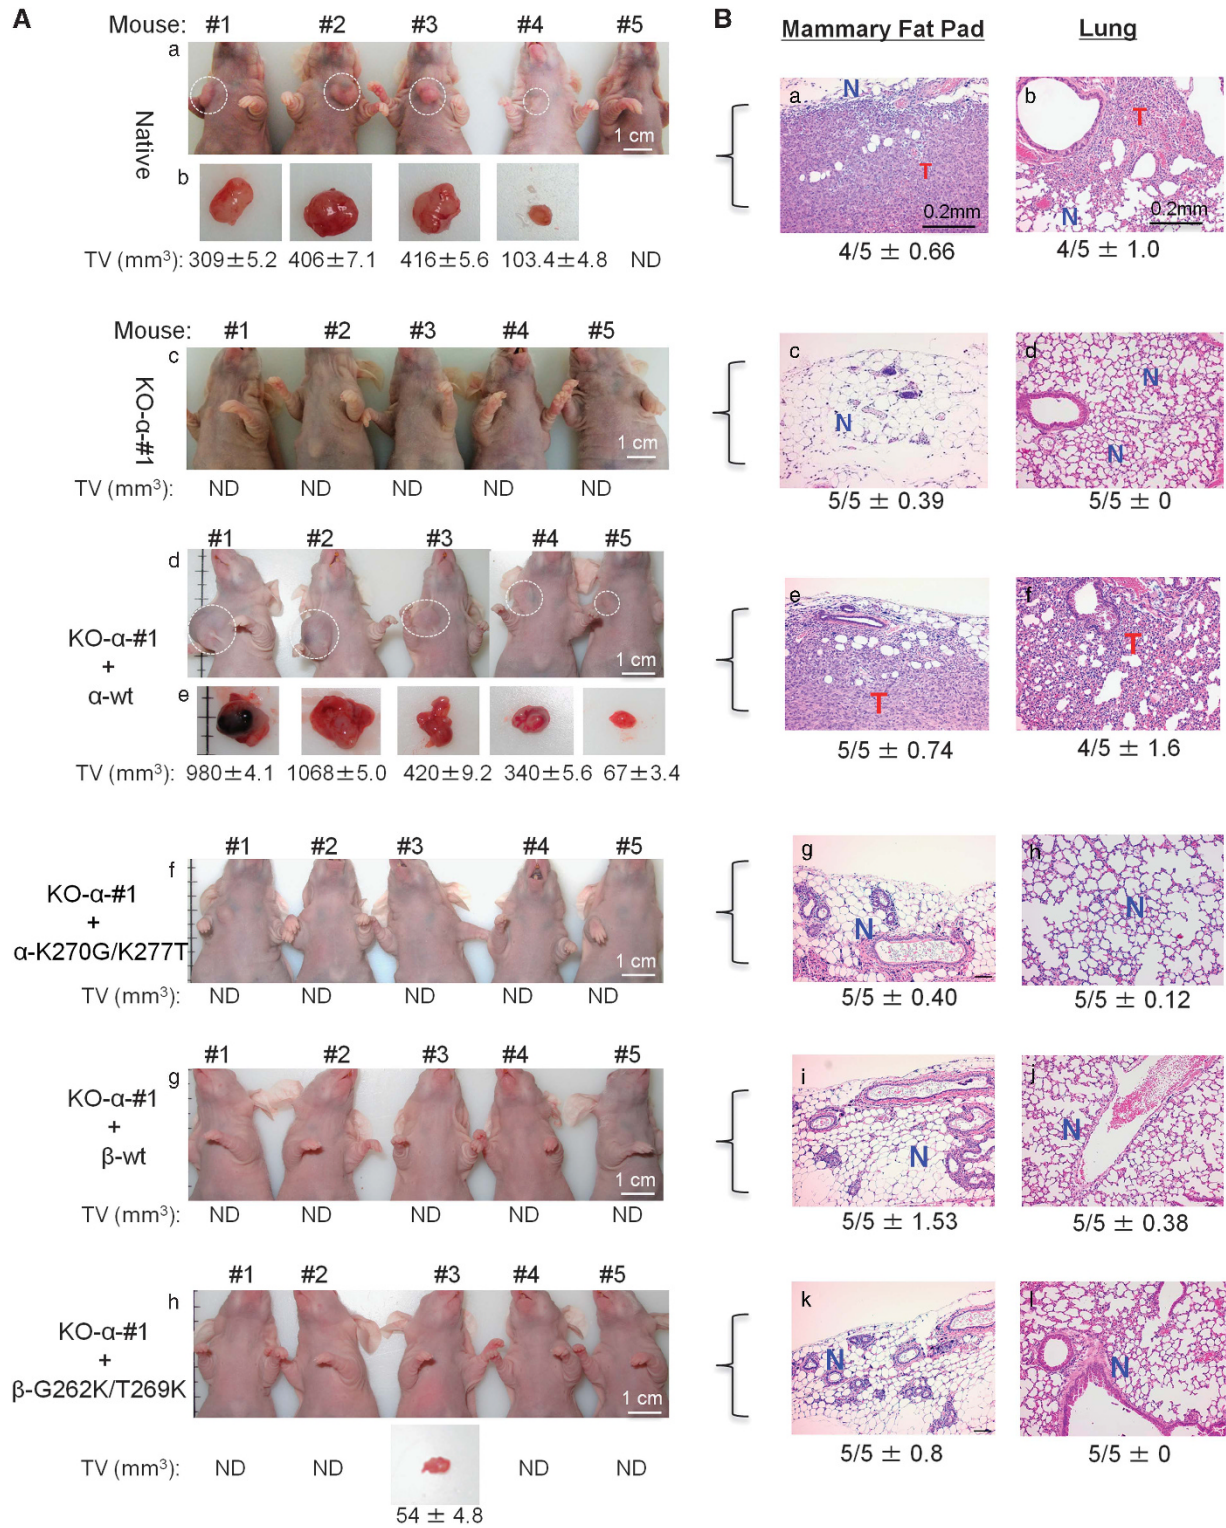 A
Mouse: #1 #2 #3 #4 #5
a
Native
1 cm
b
TV (mm³): 309±5.2 406±7.1 416±5.6 103.4±4.8 ND
Mouse: #1 #2 #3 #4 #5
c
KO-α-#1
1 cm
TV (mm³): ND ND ND ND ND
#1 #2 #3 #4 #5
d
KO-α-#1
+
α-wt
1 cm
e
TV (mm³): 980±4.1 1068±5.0 420±9.2 340±5.6 67±3.4
#1 #2 #3 #4 #5
f
KO-α-#1
+
α-K270G/K277T
1 cm
TV (mm³): ND ND ND ND ND
#1 #2 #3 #4 #5
g
KO-α-#1
+
β-wt
1 cm
TV (mm³): ND ND ND ND ND
#1 #2 #3 #4 #5
h
KO-α-#1
+
β-G262K/T269K
1 cm
TV (mm³): ND ND ND ND
54 ± 4.8
B
Mammary Fat Pad Lung
a N T 0.2mm
b T N 0.2mm
4/5 ± 0.66 4/5 ± 1.0
c N
d N N
5/5 ± 0.39 5/5 ± 0
e T
f T
5/5 ± 0.74 4/5 ± 1.6
g N
h N
5/5 ± 0.40 5/5 ± 0.12
i N
j N
5/5 ± 1.53 5/5 ± 0.38
k N
l N
5/5 ± 0.8 5/5 ± 0